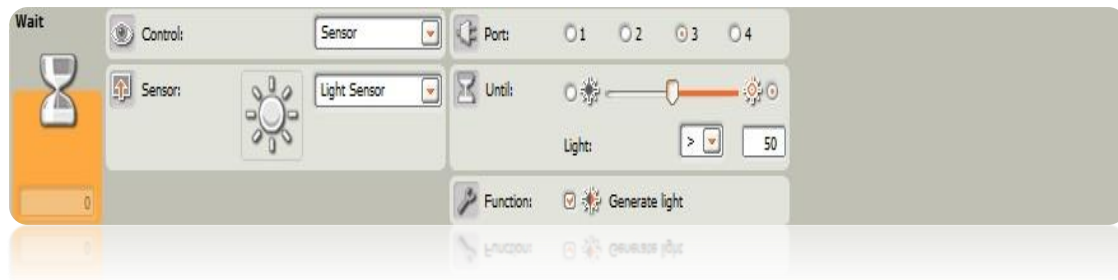 Wait
Control: Sensor
Sensor: Light Sensor
0
Port: 1 2 3 4
Until:
Light: > 50
Function: Generate light